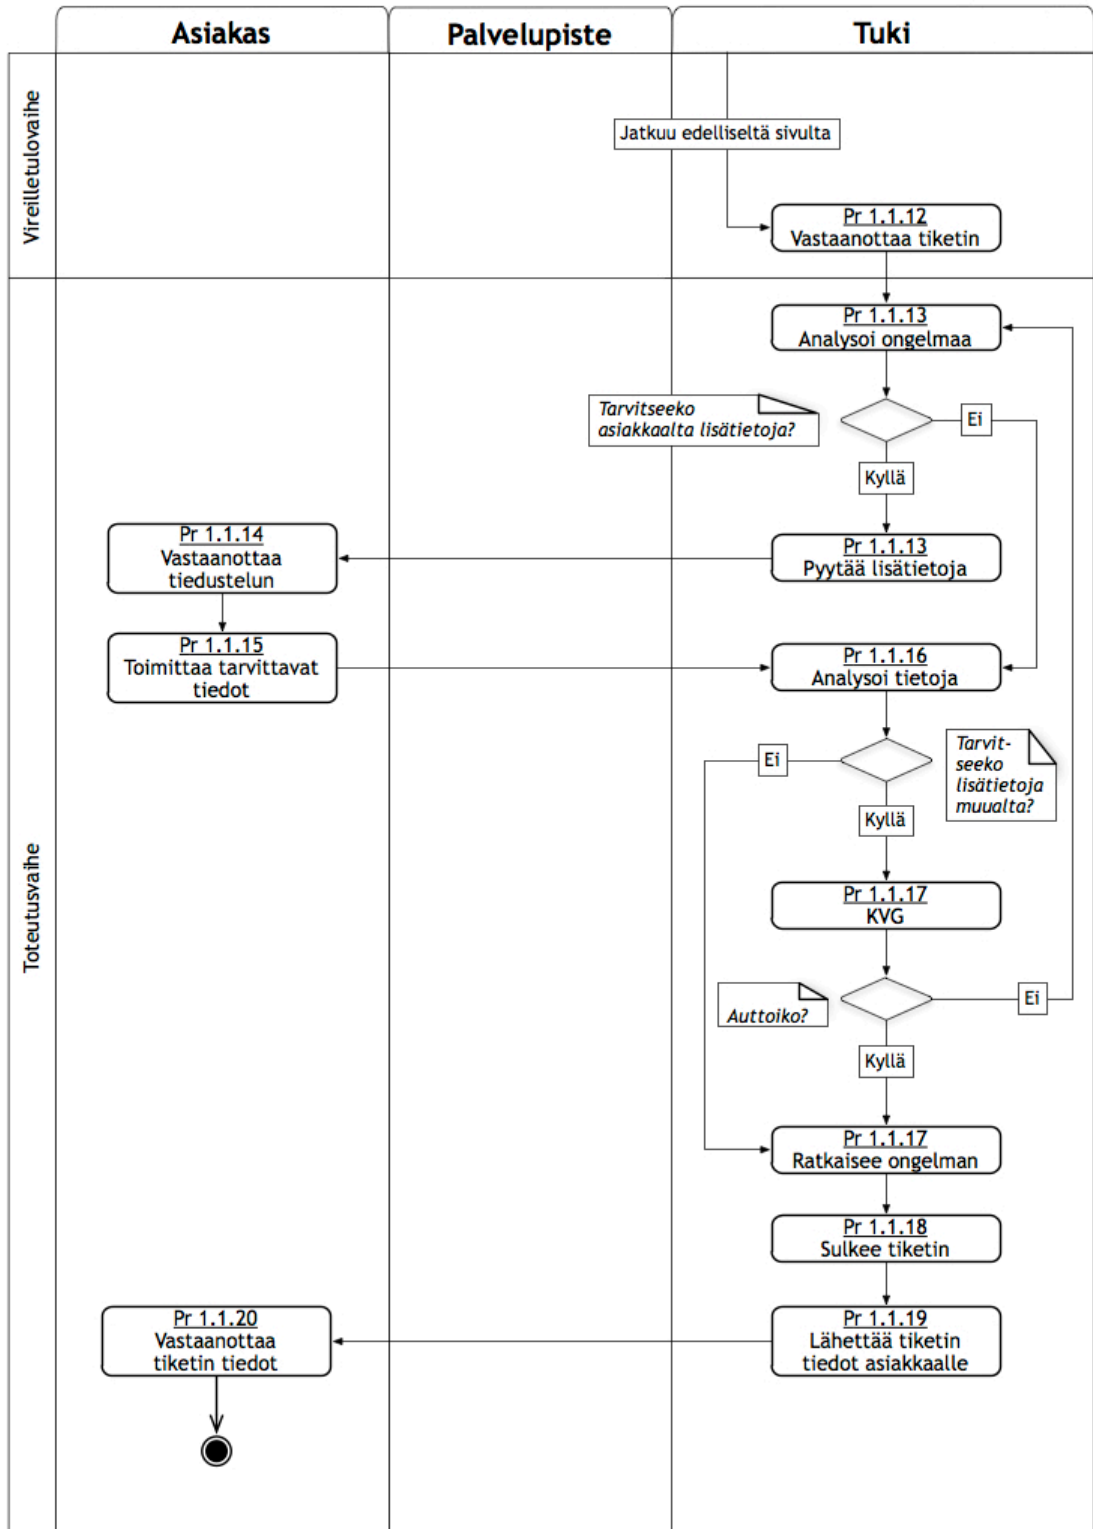 Asiakas
Palvelupiste
Tuki
Vireilletulovaihe
Jatkuu edelliseltä sivulta
Pr 1.1.12
Vastaanottaa tiketin
Toteutusvaihe
Pr 1.1.13
Analysoi ongelmaa
Tarvitseeko
asiakkaalta lisätietoja?
Ei
Kyllä
Pr 1.1.14
Vastaanottaa
tiedustelun
Pr 1.1.13
Pyytää lisätietoja
Pr 1.1.15
Toimittaa tarvittavat
tiedot
Pr 1.1.16
Analysoi tietoja
Ei
Tarvit-
seeko
lisätietoja
muualta?
Kyllä
Pr 1.1.17
KVG
Auttoiko?
Ei
Kyllä
Pr 1.1.17
Ratkaisee ongelman
Pr 1.1.18
Sulkee tiketin
Pr 1.1.20
Vastaanottaa
tiketin tiedot
Pr 1.1.19
Lähettää tiketin
tiedot asiakkaalle